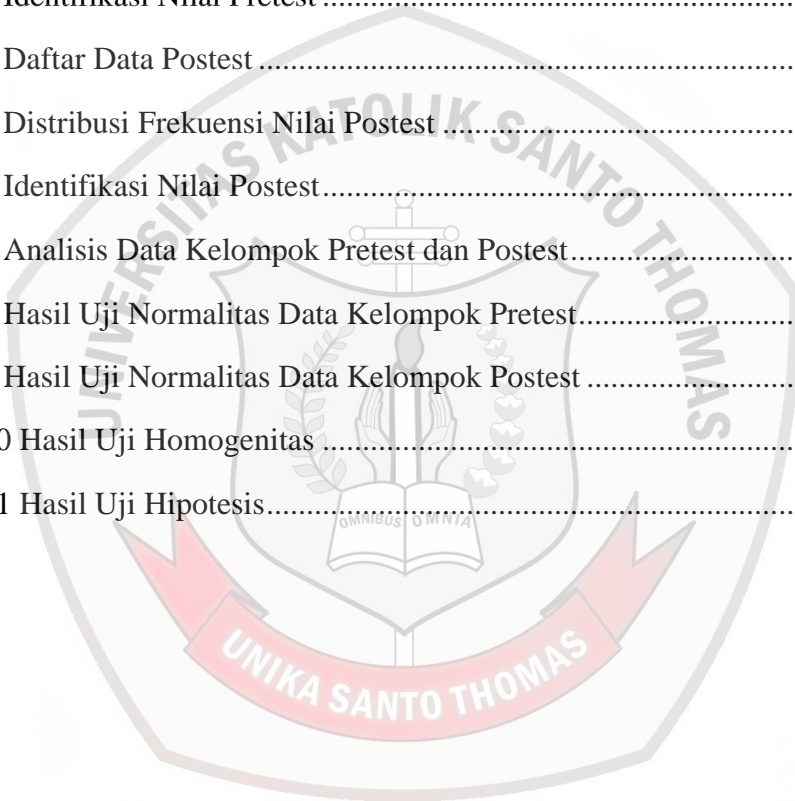 Identifikasi Nilai Pretest ........................................................
Daftar Data Postest ................................................................
Distribusi Frekuensi Nilai Postest ..........................................
Identifikasi Nilai Postest.........................................................
Analisis Data Kelompok Pretest dan Postest............................
Hasil Uji Normalitas Data Kelompok Pretest..........................
Hasil Uji Normalitas Data Kelompok Postest .........................
0 Hasil Uji Homogenitas .........................................................
1 Hasil Uji Hipotesis................................................................
UNIVERSITAS KATOLIK SANTO THOMAS
OMNIBUS OMNIA
UNIKA SANTO THOMAS